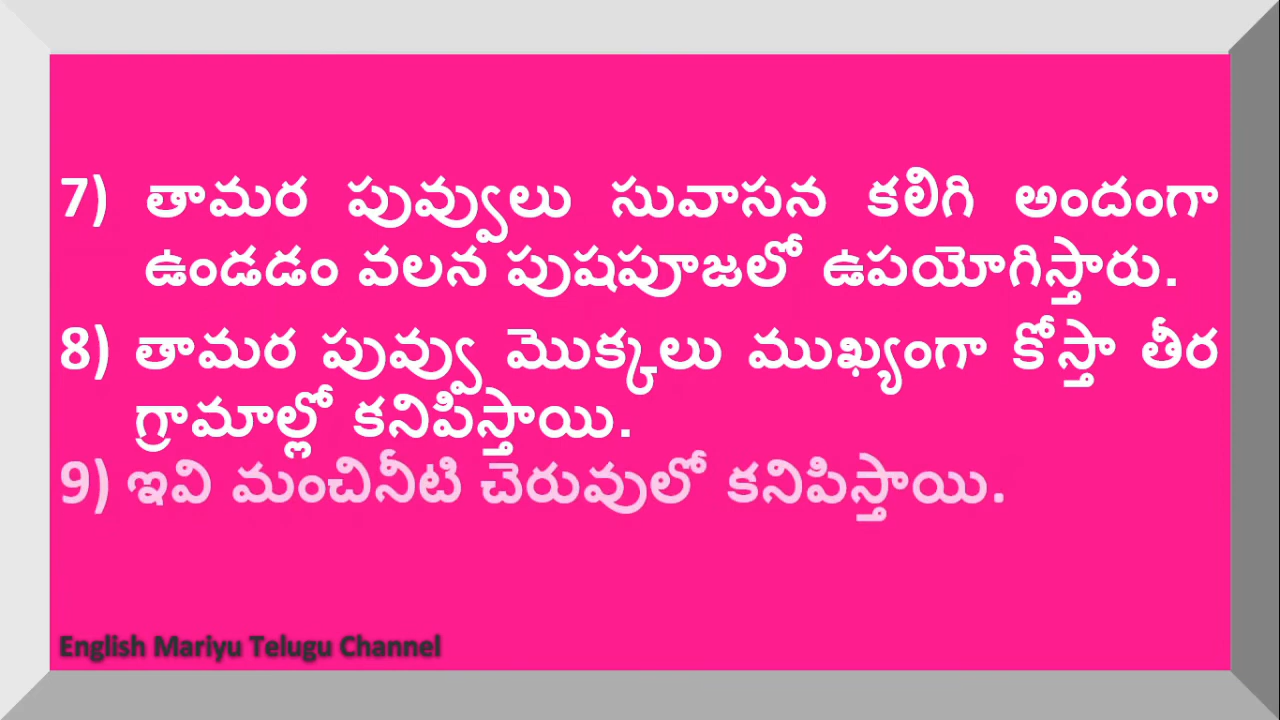 7) తామర పువ్వులు సువాసన కలిగి అందంగా
ఉండడం వలన పుషపూజలో ఉపయోగిస్తారు.
8) తామర పువ్వు మొక్కలు ముఖ్యంగా కోస్తా తీర
గ్రామాల్లో కనిపిస్తాయి.
9) ఇవి మంచినీటి చెరువులో కనిపిస్తాయి.
English Mariyu Telugu Channel